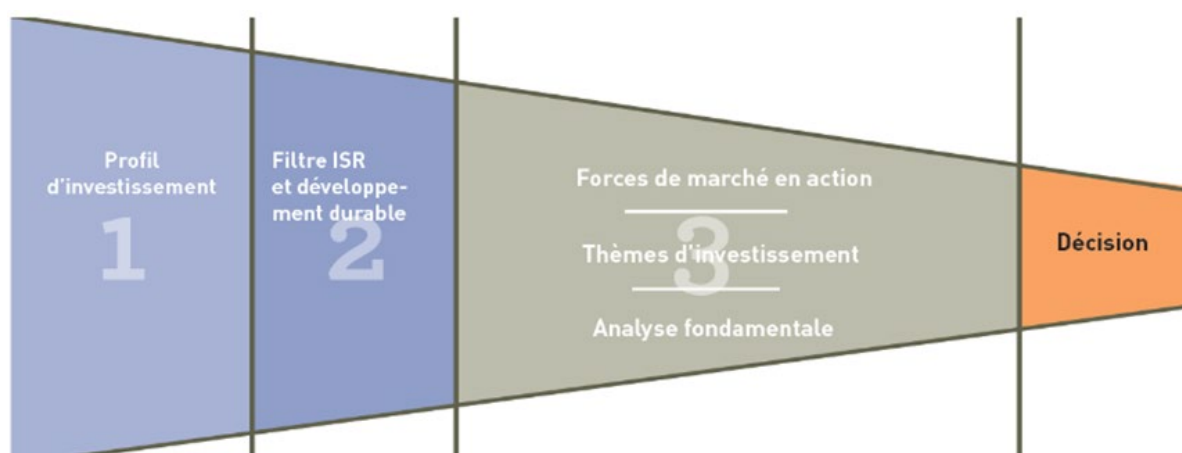 Profil
d'investissement
1
Filtre ISR
et développe-
ment durable
2
Forces de marché en action
Thèmes d'investissement
3
Analyse fondamentale
Décision